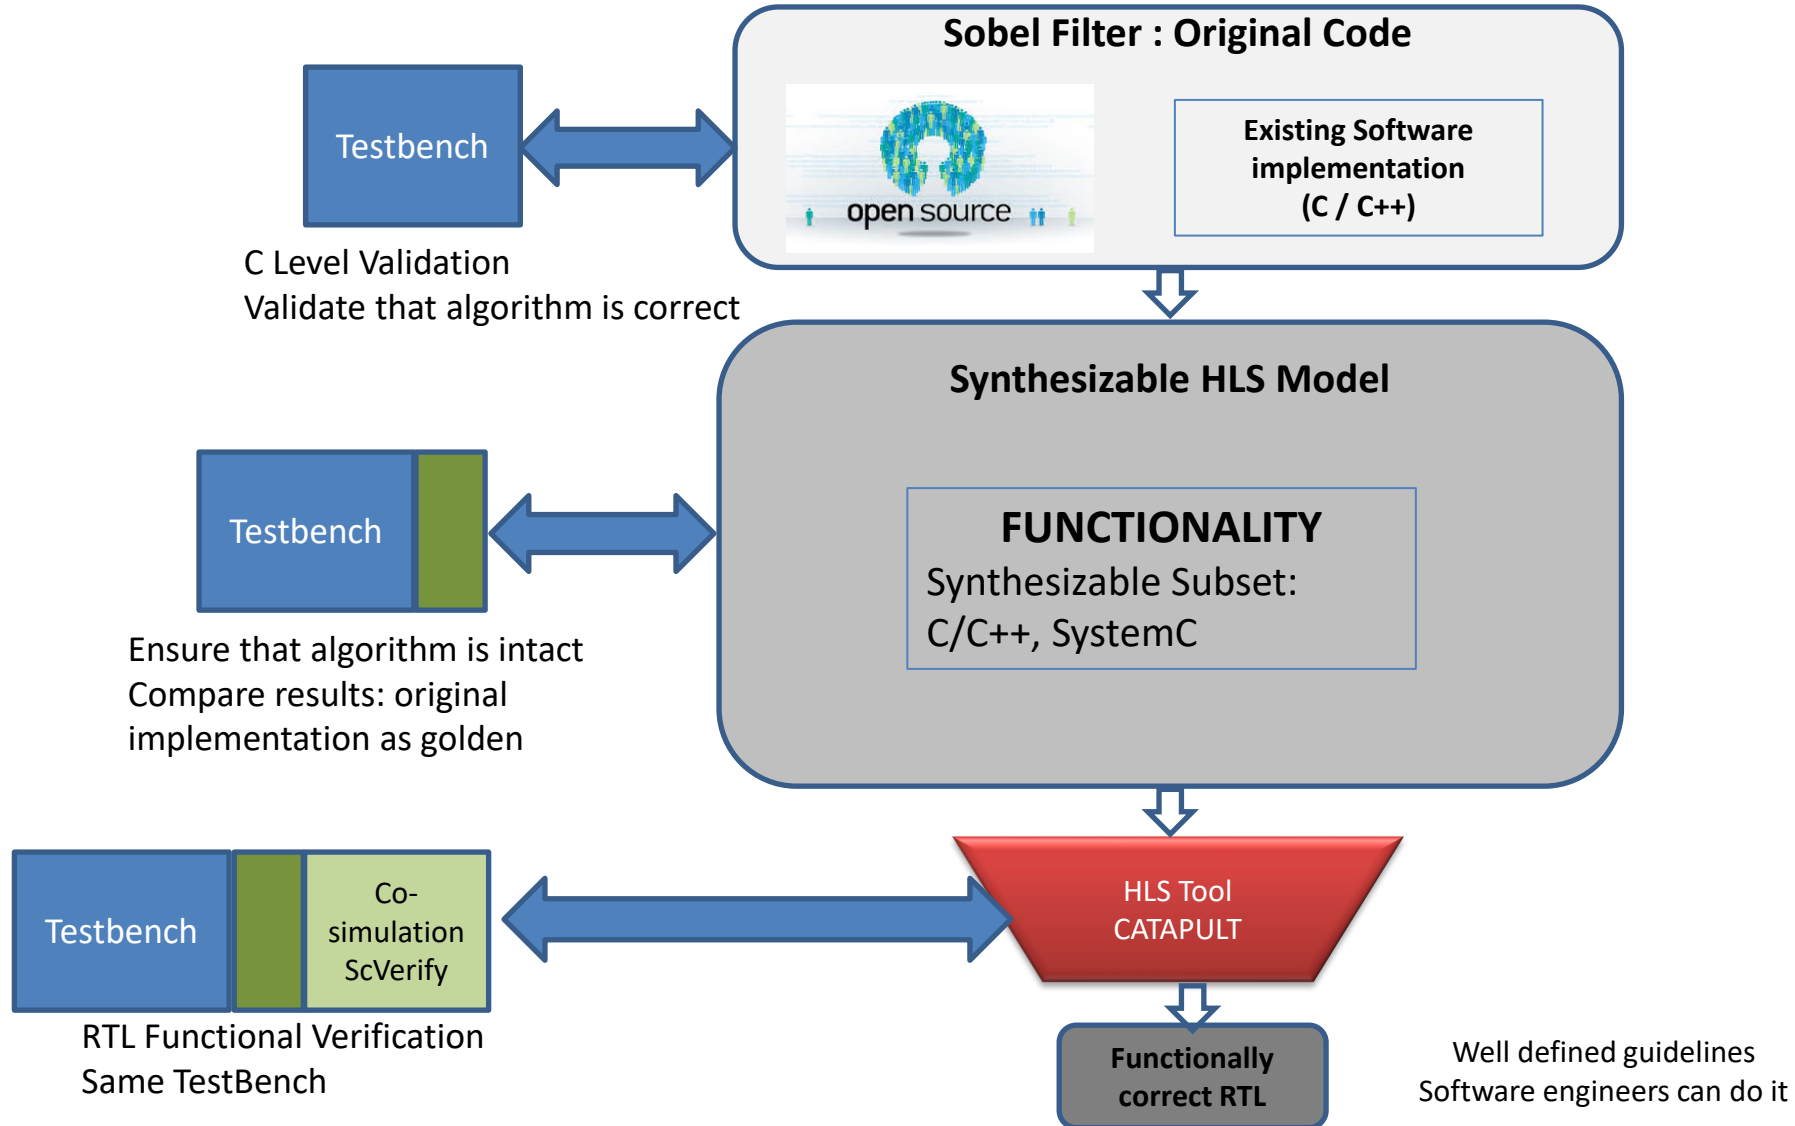 Sobel Filter : Original Code
Testbench
open source
Existing Software
implementation
(C / C++)
C Level Validation
Validate that algorithm is correct
Synthesizable HLS Model
Testbench
FUNCTIONALITY
Synthesizable Subset:
C/C++, SystemC
Ensure that algorithm is intact
Compare results: original
implementation as golden
Testbench
Co-
simulation
ScVerify
HLS Tool
CATAPULT
RTL Functional Verification
Same TestBench
Functionally
correct RTL
Well defined guidelines
Software engineers can do it